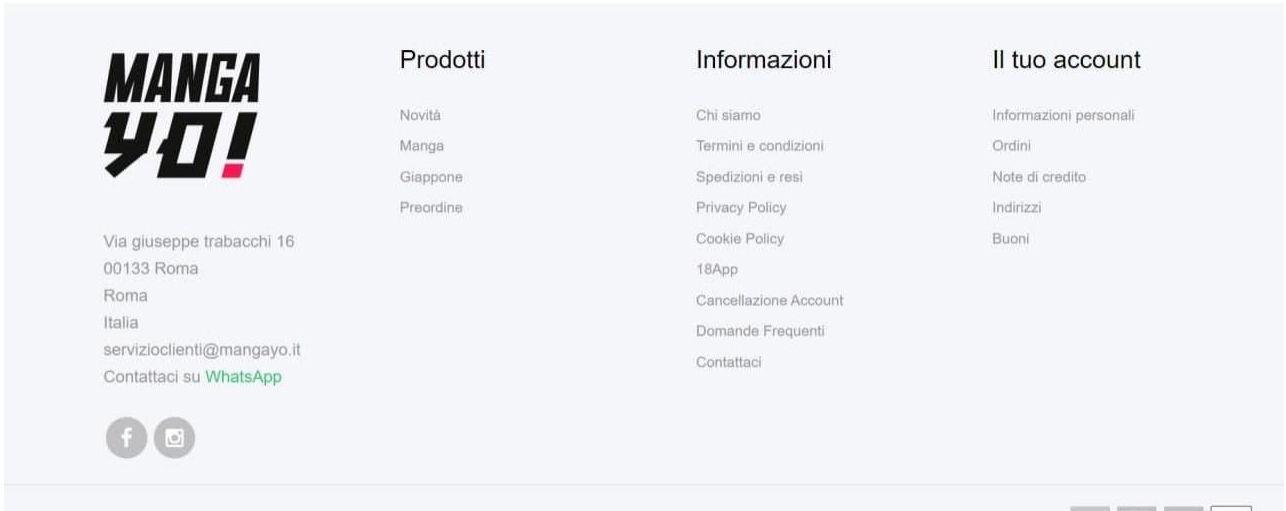 MANGA
YO!
Via giuseppe trabacchi 16
00133 Roma
Roma
Italia
servizioclienti@mangayo.it
Contattaci su WhatsApp
Prodotti
Novità
Manga
Giappone
Preordine
Informazioni
Chi siamo
Termini e condizioni
Spedizioni e resi
Privacy Policy
Cookie Policy
18App
Cancellazione Account
Domande Frequenti
Contattaci
Il tuo account
Informazioni personali
Ordini
Note di credito
Indirizzi
Buoni